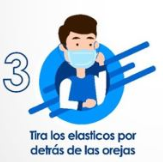 3
Tira los elasticos por
detrás de las orejas